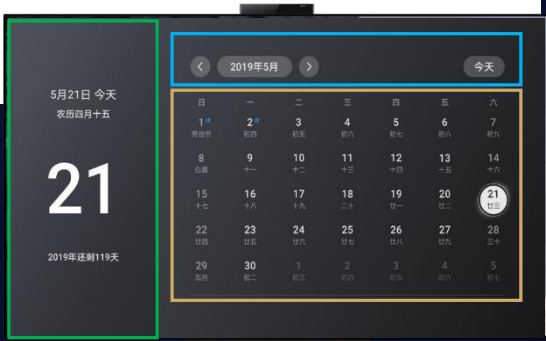 5月21日 今天
农历四月十五
21
2019年还剩119天
2019年5月
今天
日 一 二 三 四 五 六
1 2 3 4 5 6 7
劳动节 初四 初五 初六 初七 初八 初九
8 9 10 11 12 13 14
白露 十一 十二 十三 十四 十五 十六
15 16 17 18 19 20 21
十七 十八 十九 二十 廿一 廿二 廿三
22 23 24 25 26 27 28
廿四 廿五 廿六 廿七 廿八 廿九 三十
29 30 1 2 3 4 5
五月 初二 初三 初四 初五 初六 初七